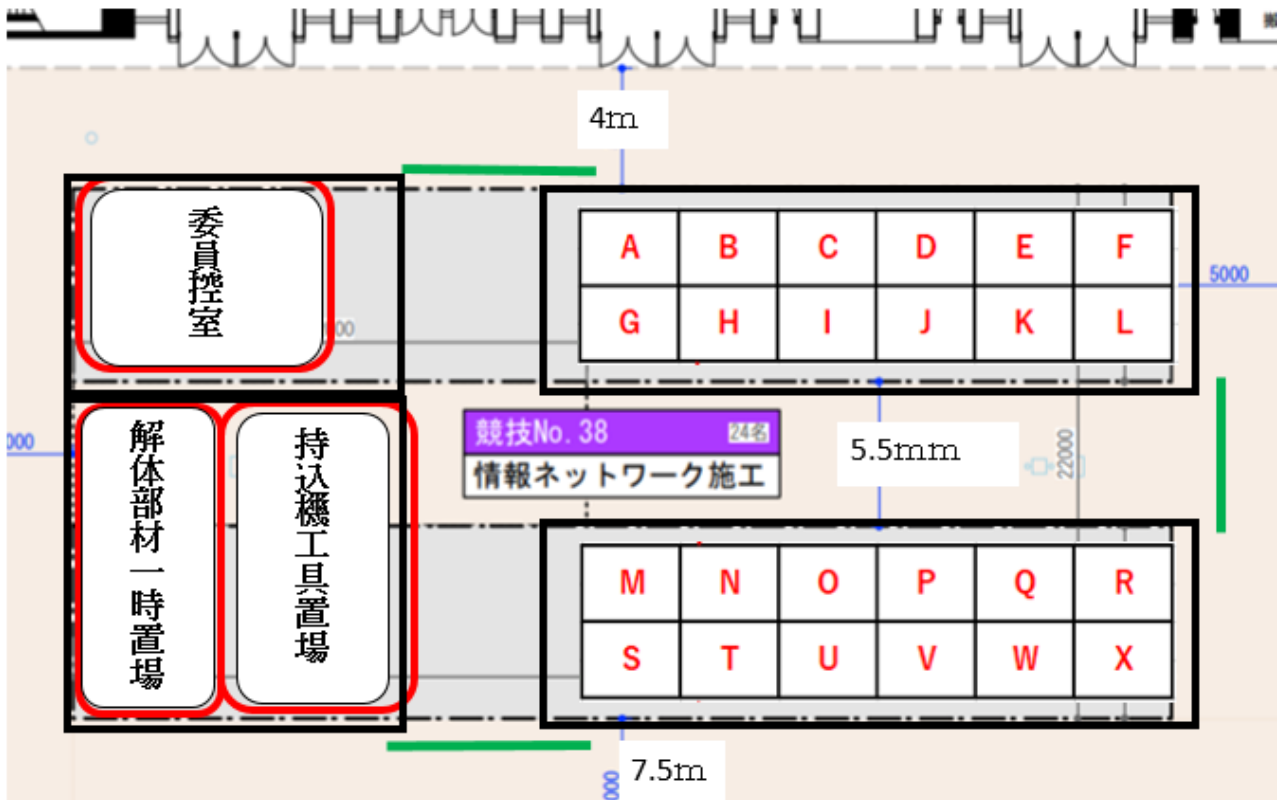 4m
委員控室
A B C D E F
G H I J K L
5000
競技No.38 24名
情報ネットワーク施工
5.5mm
22000
解体部材一時置場
持込機工具置場
M N O P Q R
S T U V W X
7.5m